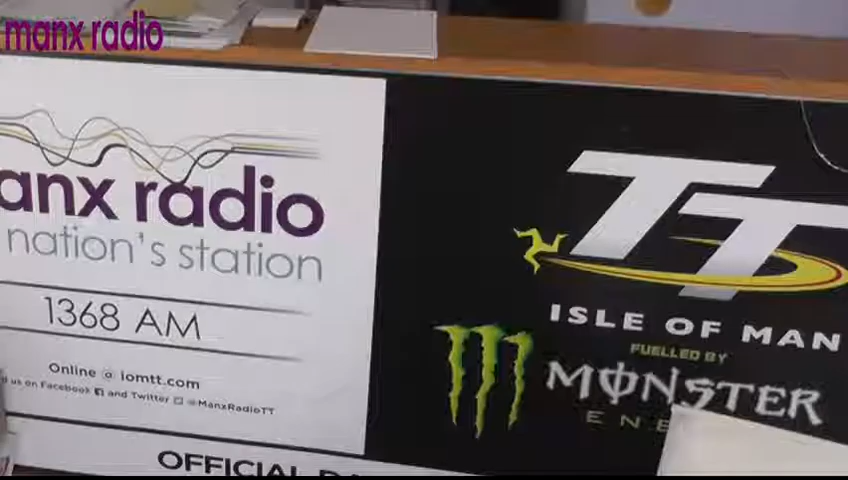 manx radio
manx radio
nation's station
1368 AM
Online @ iomtt.com
us on Facebook and Twitter @ManxRadioTT
OFFICIAL
TT
ISLE OF MAN
FUELLED BY
MONSTER